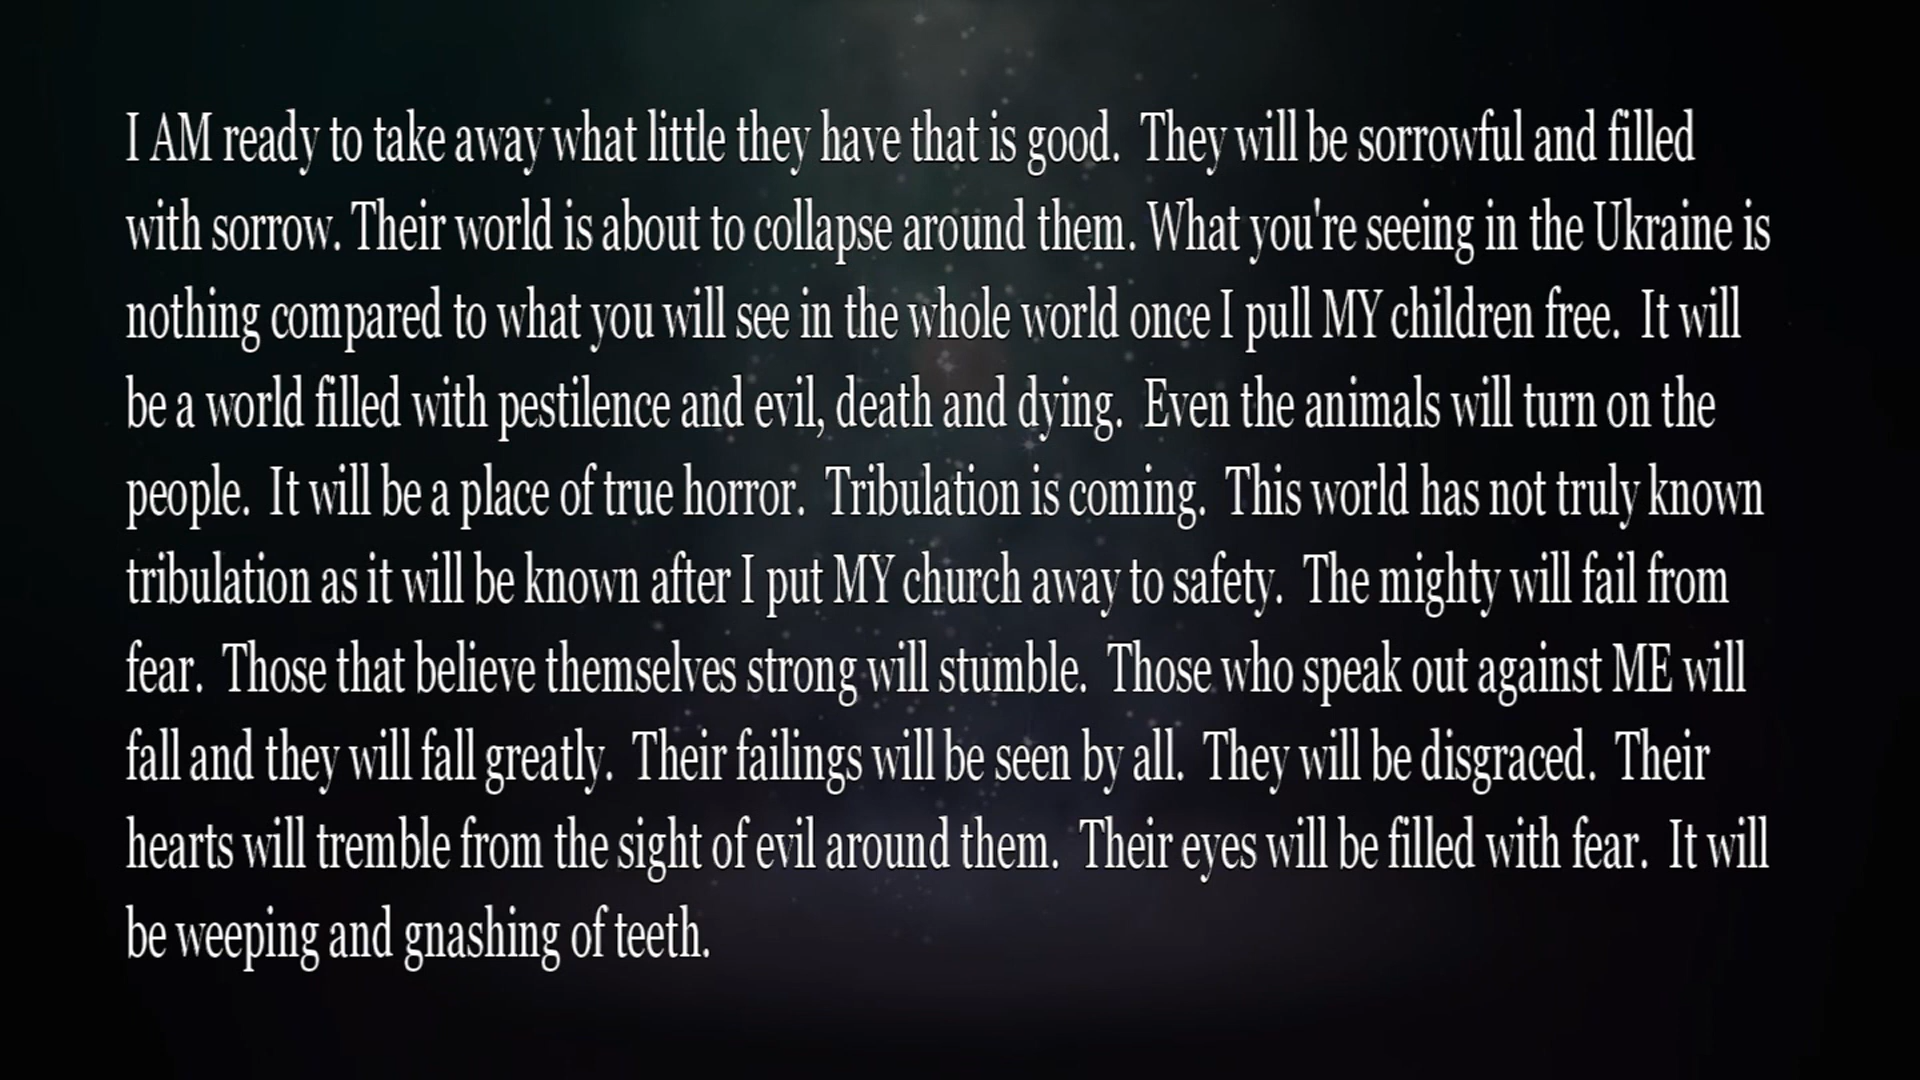 I AM ready to take away what little they have that is good.  They will be sorrowful and filled
with sorrow. Their world is about to collapse around them. What you're seeing in the Ukraine is
nothing compared to what you will see in the whole world once I pull MY children free.  It will
be a world filled with pestilence and evil, death and dying.  Even the animals will turn on the
people.  It will be a place of true horror.  Tribulation is coming.  This world has not truly known
tribulation as it will be known after I put MY church away to safety.  The mighty will fail from
fear.  Those that believe themselves strong will stumble.  Those who speak out against ME will
fall and they will fall greatly.  Their failings will be seen by all.  They will be disgraced.  Their
hearts will tremble from the sight of evil around them.  Their eyes will be filled with fear.  It will
be weeping and gnashing of teeth.